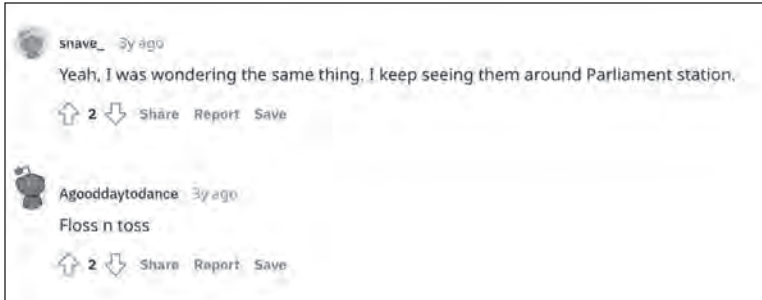 snave_ 3y ago
Yeah, I was wondering the same thing. I keep seeing them around Parliament station.
2 Share Report Save
Agooddaytodance 3y ago
Floss n toss
2 Share Report Save